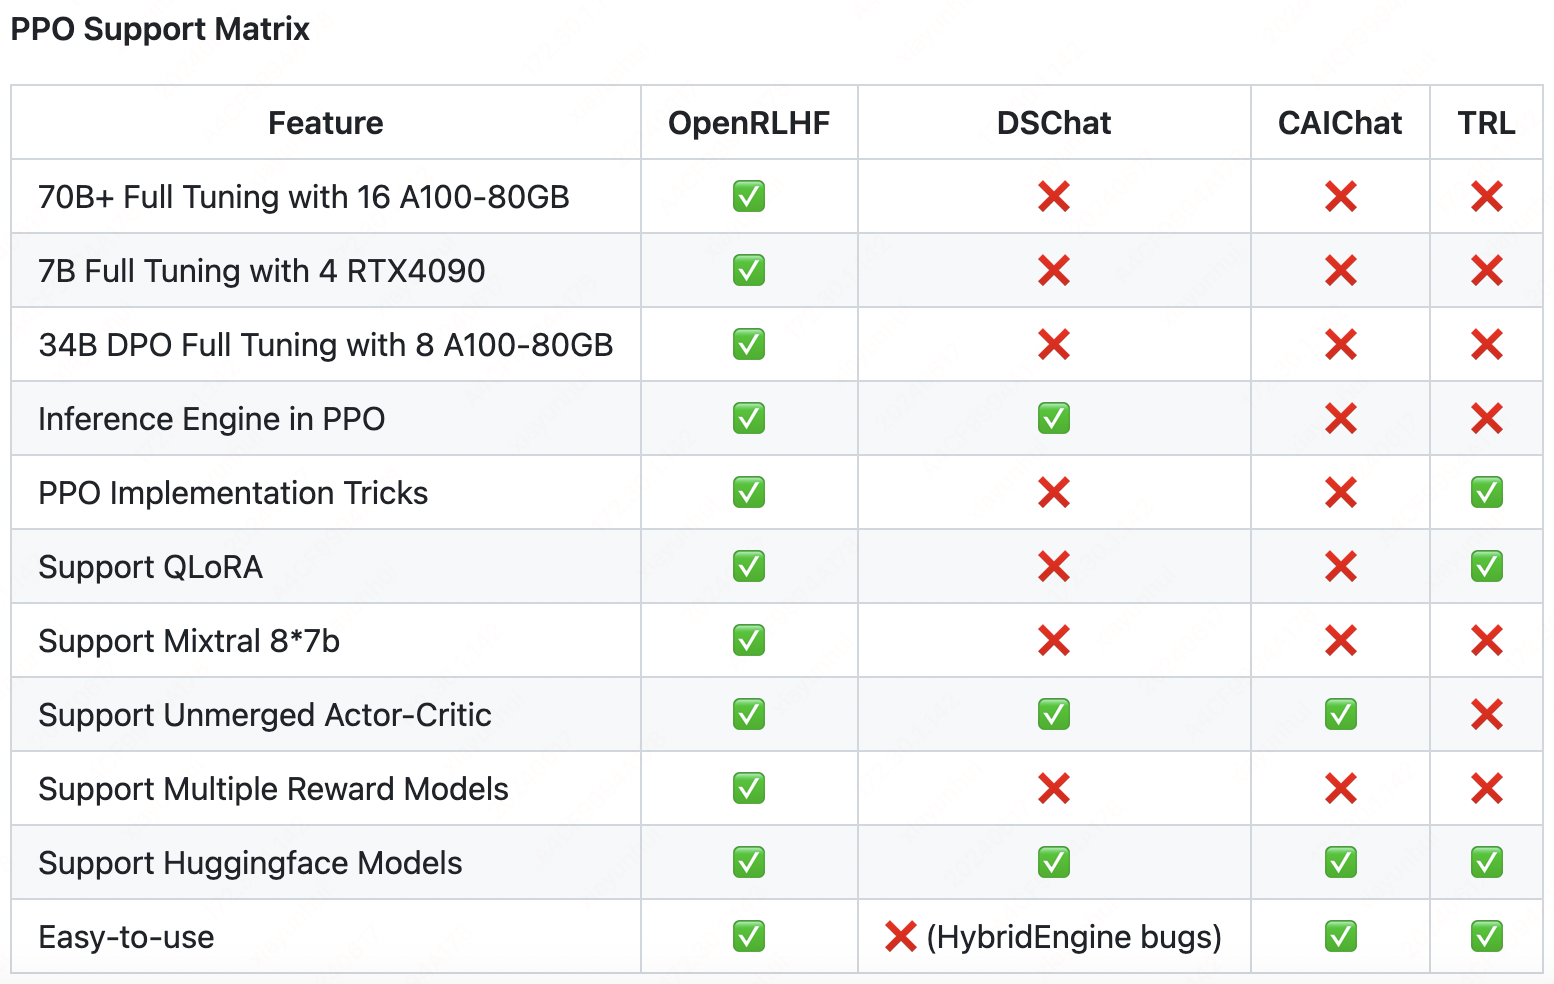 PPO Support Matrix
Feature OpenRLHF DSChat CAIChat TRL
70B+ Full Tuning with 16 A100-80GB ✅ ❌ ❌ ❌
7B Full Tuning with 4 RTX4090 ✅ ❌ ❌ ❌
34B DPO Full Tuning with 8 A100-80GB ✅ ❌ ❌ ❌
Inference Engine in PPO ✅ ✅ ❌ ❌
PPO Implementation Tricks ✅ ❌ ❌ ✅
Support QLoRA ✅ ❌ ❌ ✅
Support Mixtral 8*7b ✅ ❌ ❌ ❌
Support Unmerged Actor-Critic ✅ ✅ ✅ ❌
Support Multiple Reward Models ✅ ❌ ❌ ❌
Support Huggingface Models ✅ ✅ ✅ ✅
Easy-to-use ✅ ❌ (HybridEngine bugs) ✅ ✅